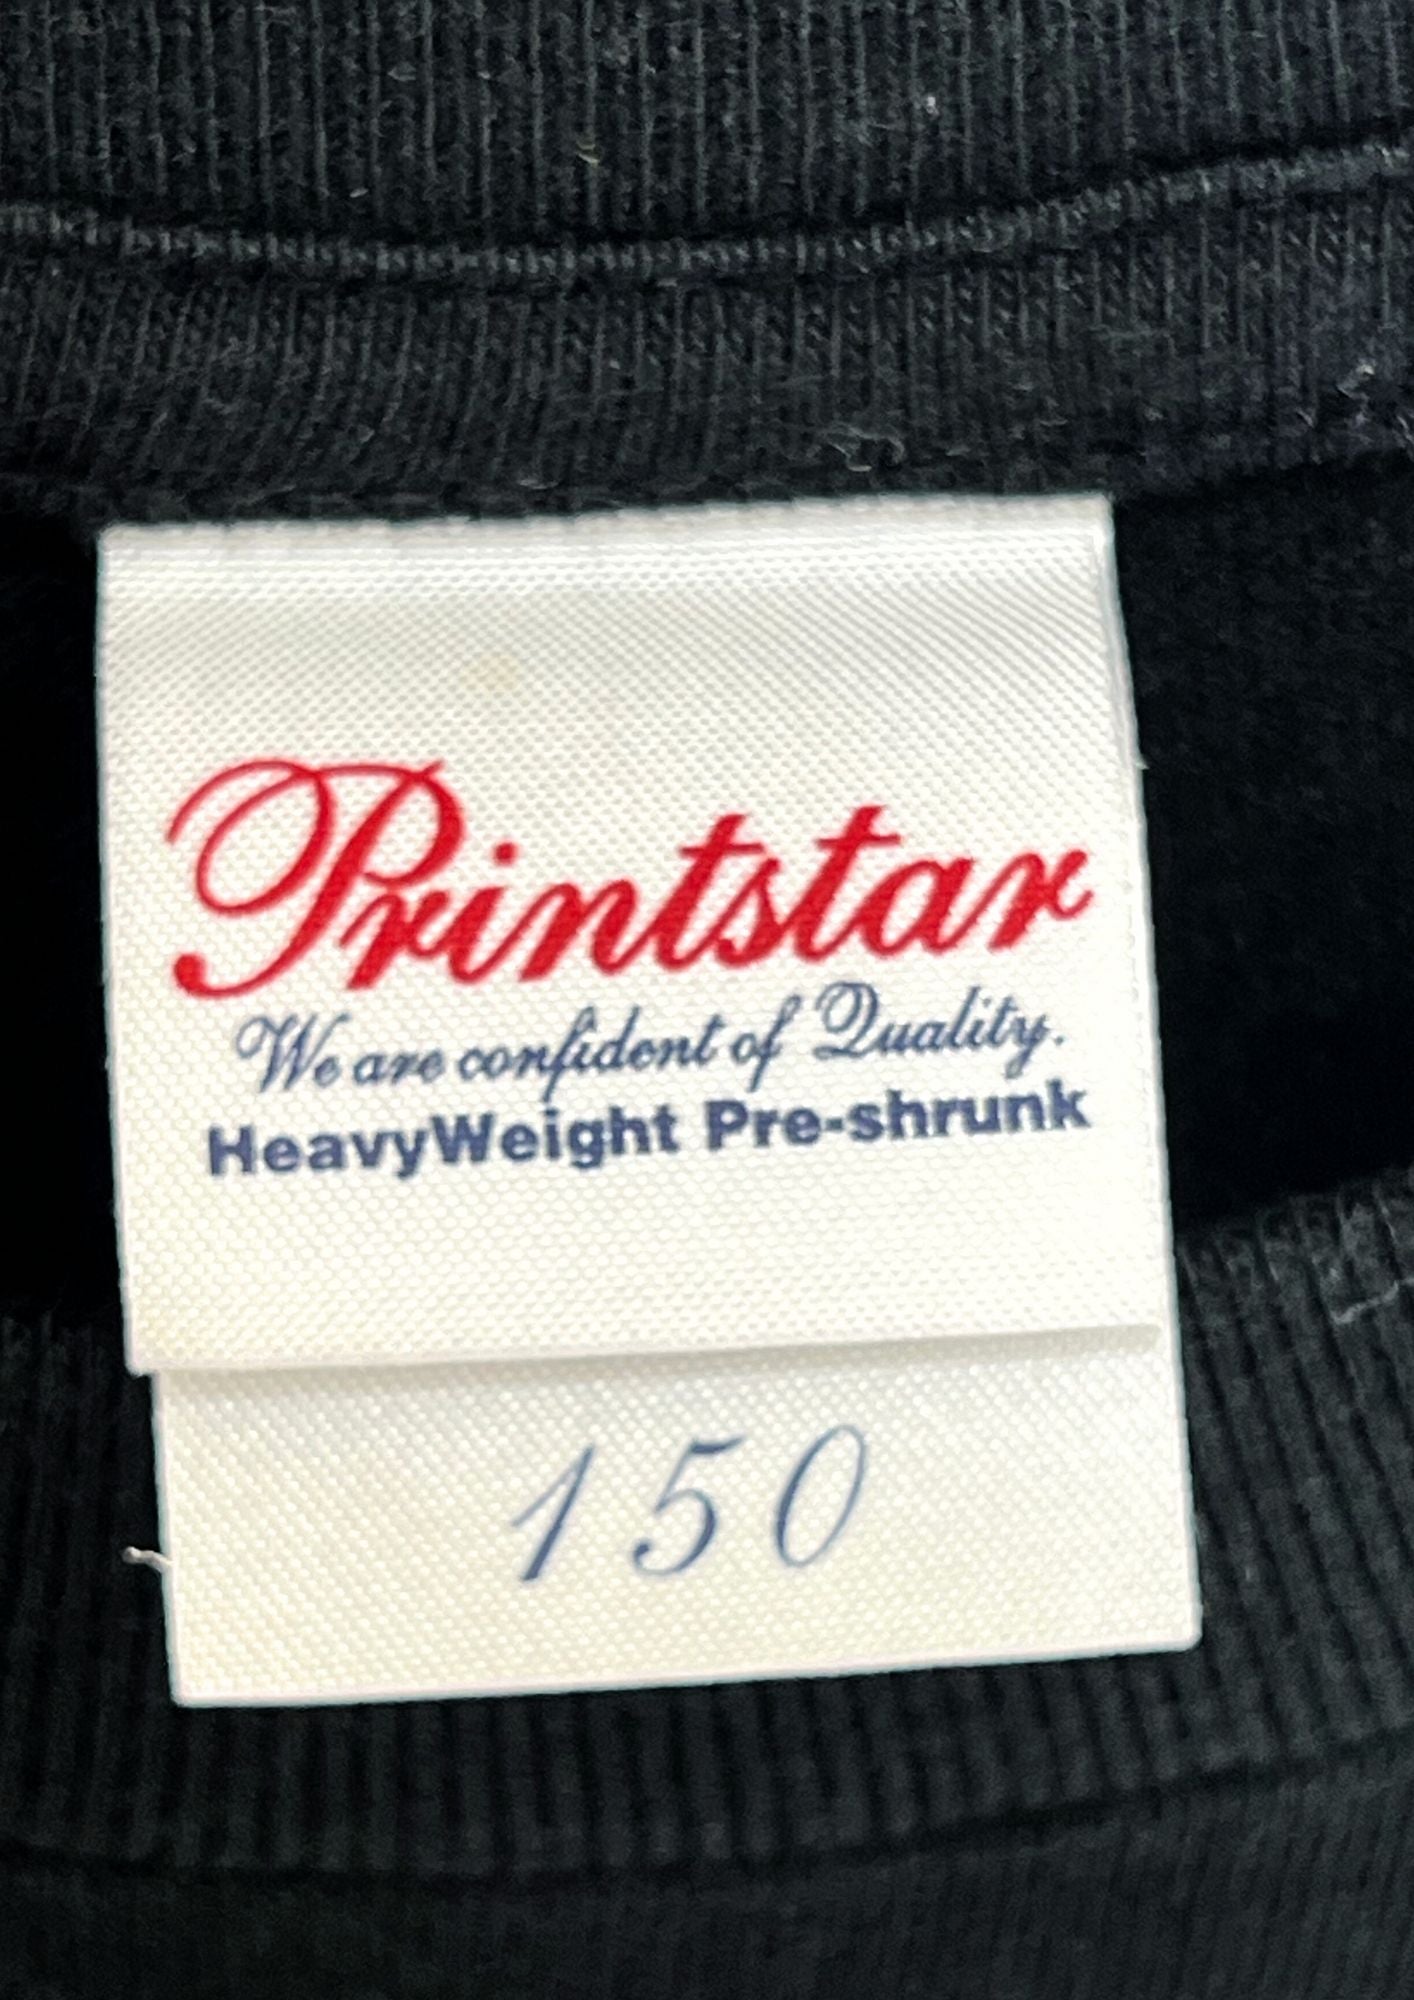 Printstar
We are confident of Quality.
HeavyWeight Pre-shrunk
150